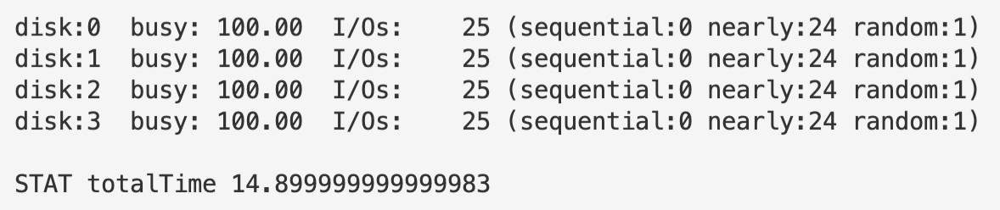 disk:0  busy: 100.00  I/Os:    25 (sequential:0 nearly:24 random:1)
disk:1  busy: 100.00  I/Os:    25 (sequential:0 nearly:24 random:1)
disk:2  busy: 100.00  I/Os:    25 (sequential:0 nearly:24 random:1)
disk:3  busy: 100.00  I/Os:    25 (sequential:0 nearly:24 random:1)

STAT totalTime 14.899999999999983